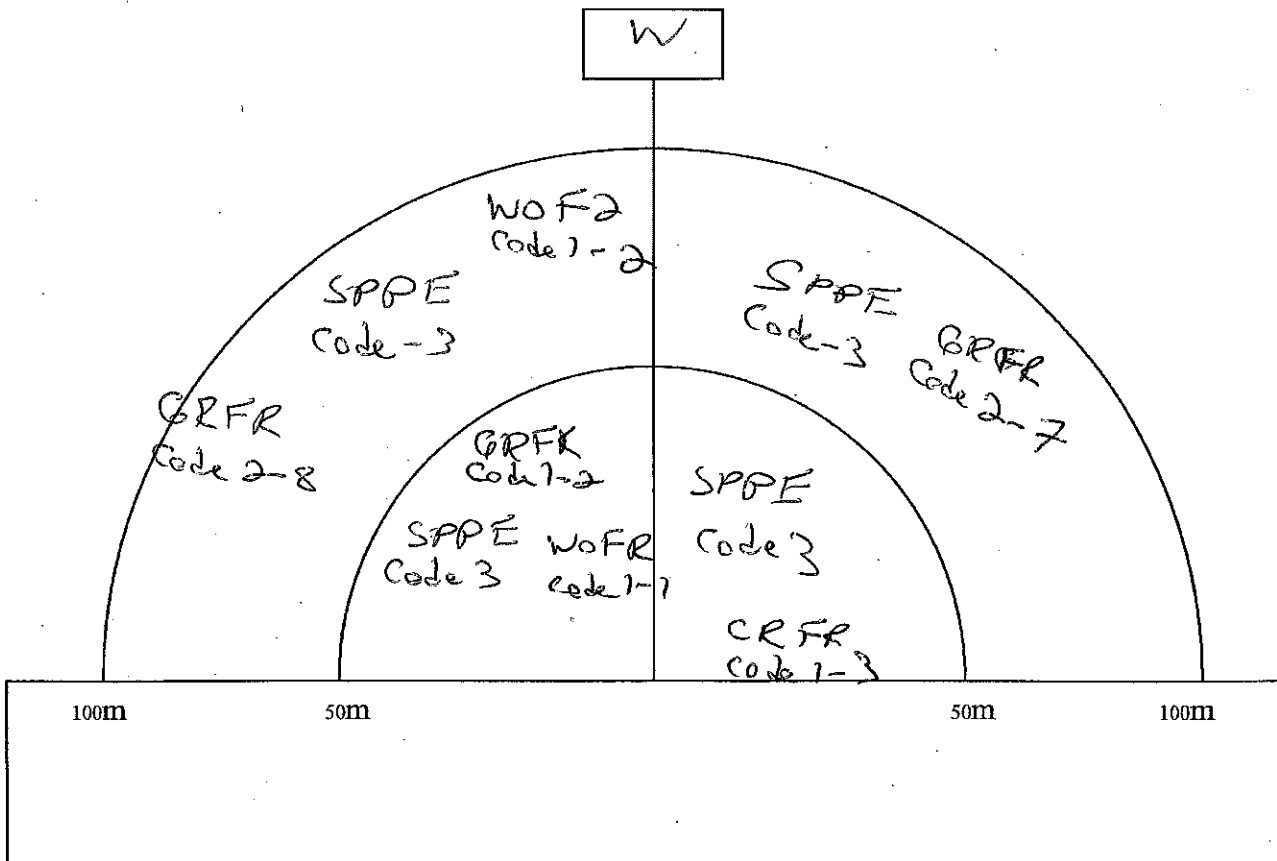 W
WOF2
Code 1-2
SPPE
Code-3
SPPE
Code-3
GRFR
Code 2-7
GRFR
Code 2-8
GRFR
Code 1-2
SPPE
Code 3
SPPE
Code 3
WOFR
Code 1-1
CRFR
Code 1-3
100m
50m
50m
100m